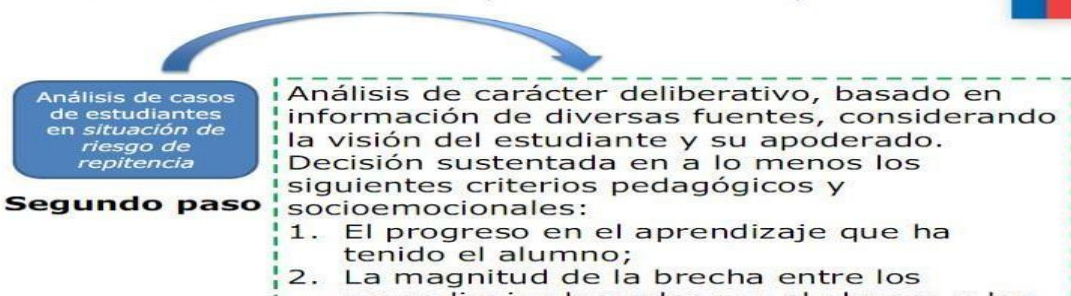 Análisis de casos
de estudiantes
en situación de
riesgo de
repitencia
Segundo paso
Análisis de carácter deliberativo, basado en
información de diversas fuentes, considerando
la visión del estudiante y su apoderado.
Decisión sustentada en a lo menos los
siguientes criterios pedagógicos y
socioemocionales:
1. El progreso en el aprendizaje que ha
tenido el alumno;
2. La magnitud de la brecha entre los